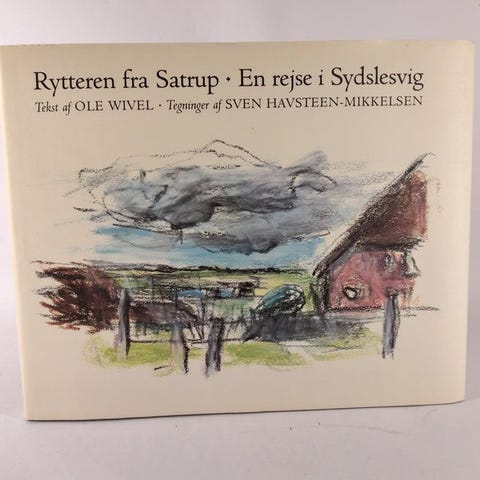 Rytteren fra Satrup · En rejse i Sydslesvig
Tekst af OLE WIVEL · Tegninger af SVEN HAVSTEEN-MIKKELSEN